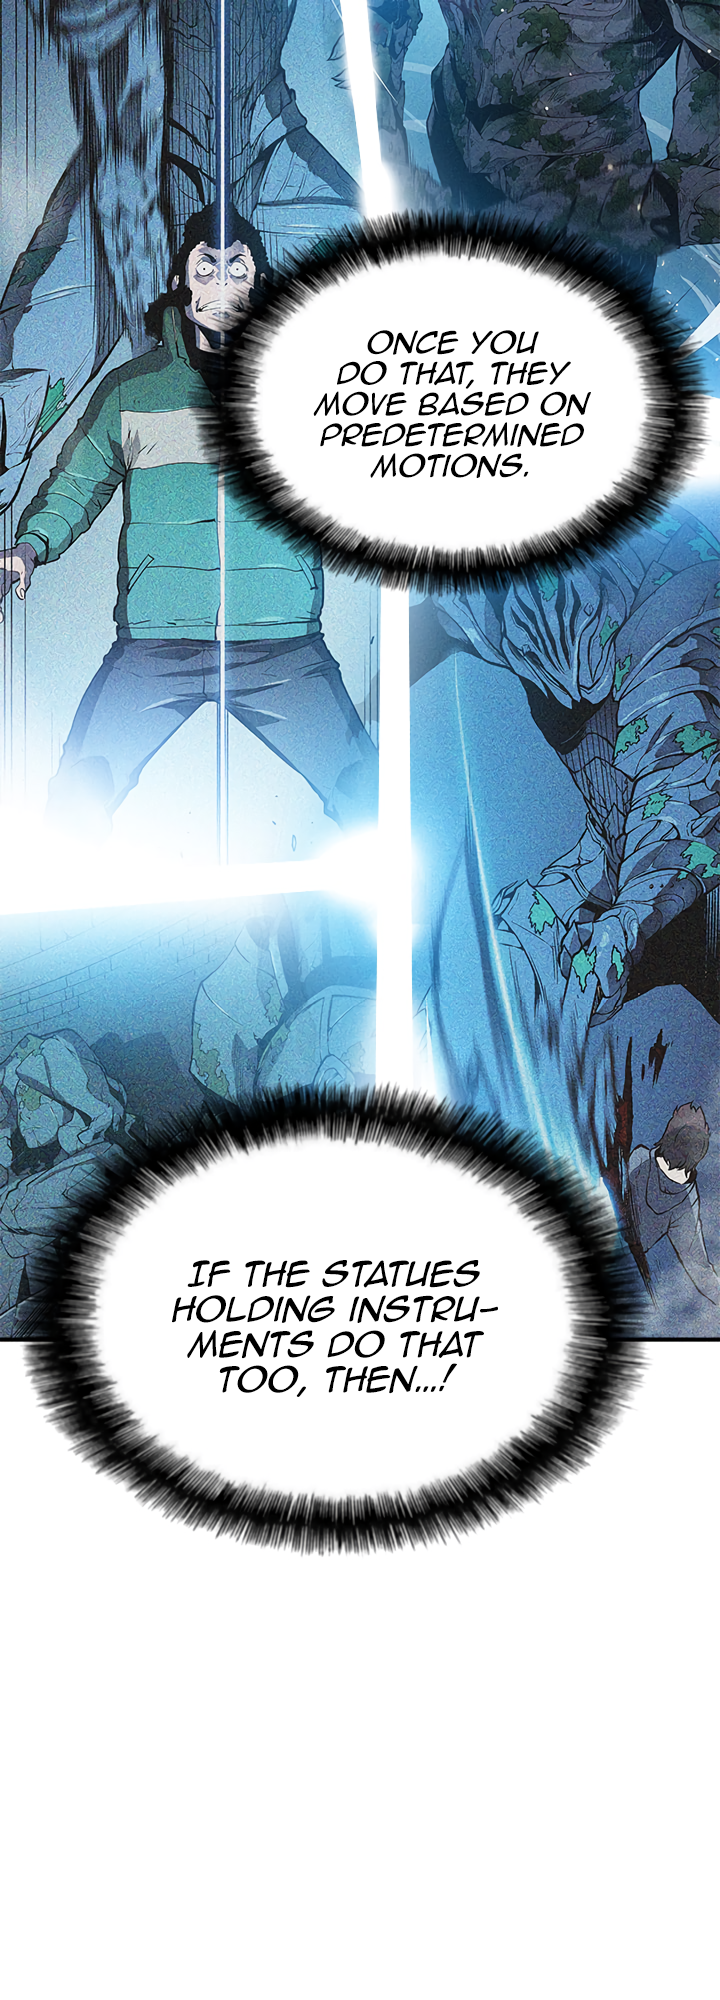 ONCE YOU
DO THAT, THEY
MOVE BASED ON
PREDETERMINED
MOTIONS.
IF THE STATUES
HOLDING INSTRU-
MENTS DO THAT
TOO, THEN...!